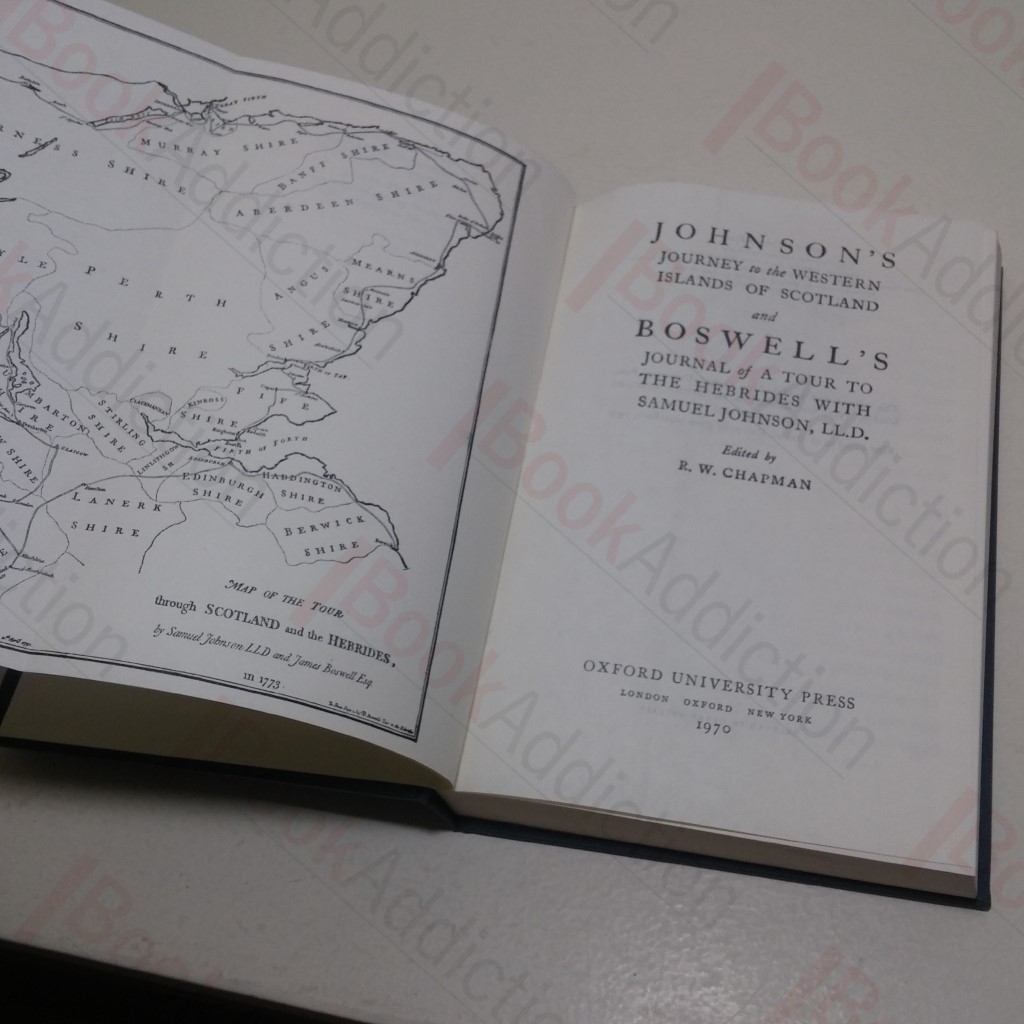 MURRAY SHIRE
BANFF SHIRE
ABERDEEN SHIRE
MEARNS
SHIRE
ANGUS
SHIRE
PERTH
SHIRE
FIFE
SHIRE
KINROSS
CLACKMANNAN
STIRLING
SHIRE
FIRTH of FORTH
LINLITHGOW
SH
EDINBURGH
SHIRE
HADDINGTON
SHIRE
BERWICK
SHIRE
LANERK
SHIRE
GLASGOW
MAP OF THE TOUR
through SCOTLAND and the HEBRIDES,
by Samuel Johnson LLD and James Boswell Esq.
in 1773.
JOHNSON'S
JOURNEY to the WESTERN
ISLANDS OF SCOTLAND
and
BOSWELL'S
JOURNAL of A TOUR TO
THE HEBRIDES WITH
SAMUEL JOHNSON, LL.D.
Edited by
R. W. CHAPMAN
OXFORD UNIVERSITY PRESS
LONDON OXFORD NEW YORK
1970
BookAddiction